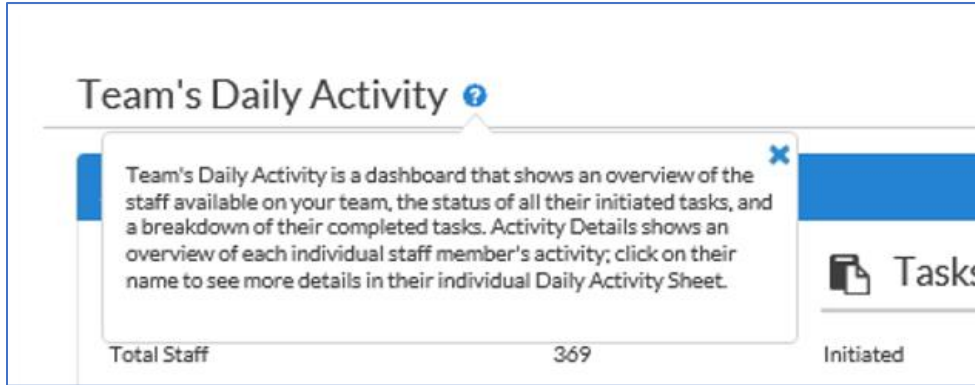 Team's Daily Activity
Team's Daily Activity is a dashboard that shows an overview of the
staff available on your team, the status of all their initiated tasks, and
a breakdown of their completed tasks. Activity Details shows an
overview of each individual staff member's activity; click on their
name to see more details in their individual Daily Activity Sheet.
Tasks
Total Staff 369 Initiated